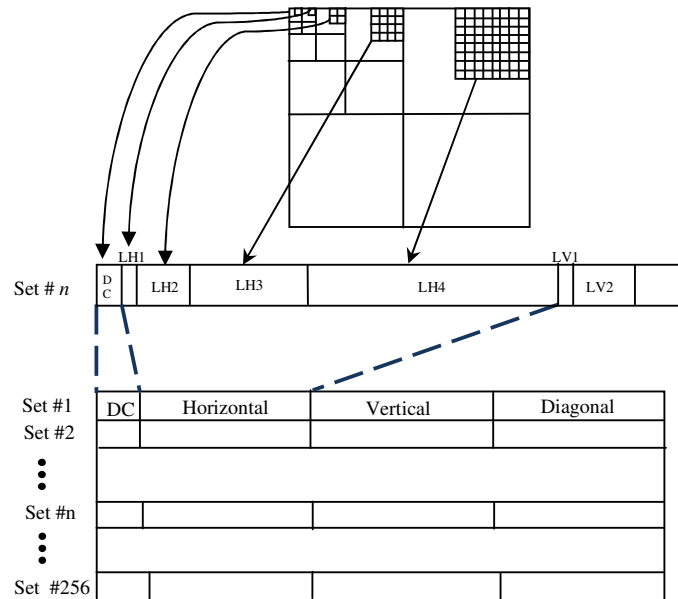 LH1
LV1
Set # n
D
C
LH2
LH3
LH4
LV2
Set #1
DC
Horizontal
Vertical
Diagonal
Set #2
Set #n
Set #256